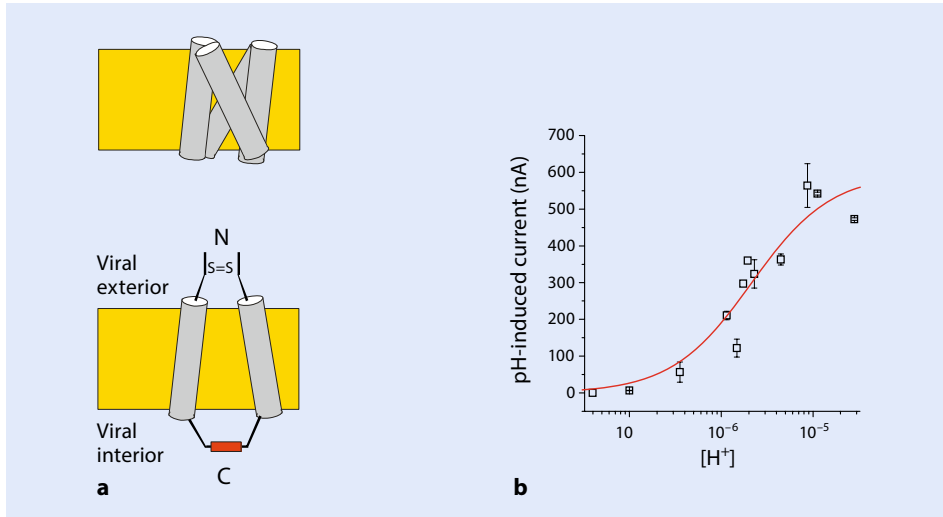 N
S=S
Viral
exterior
Viral
interior
C
a
pH-induced current (nA)
700
600
500
400
300
200
100
0
10
10⁻⁶
10⁻⁵
[H⁺]
b